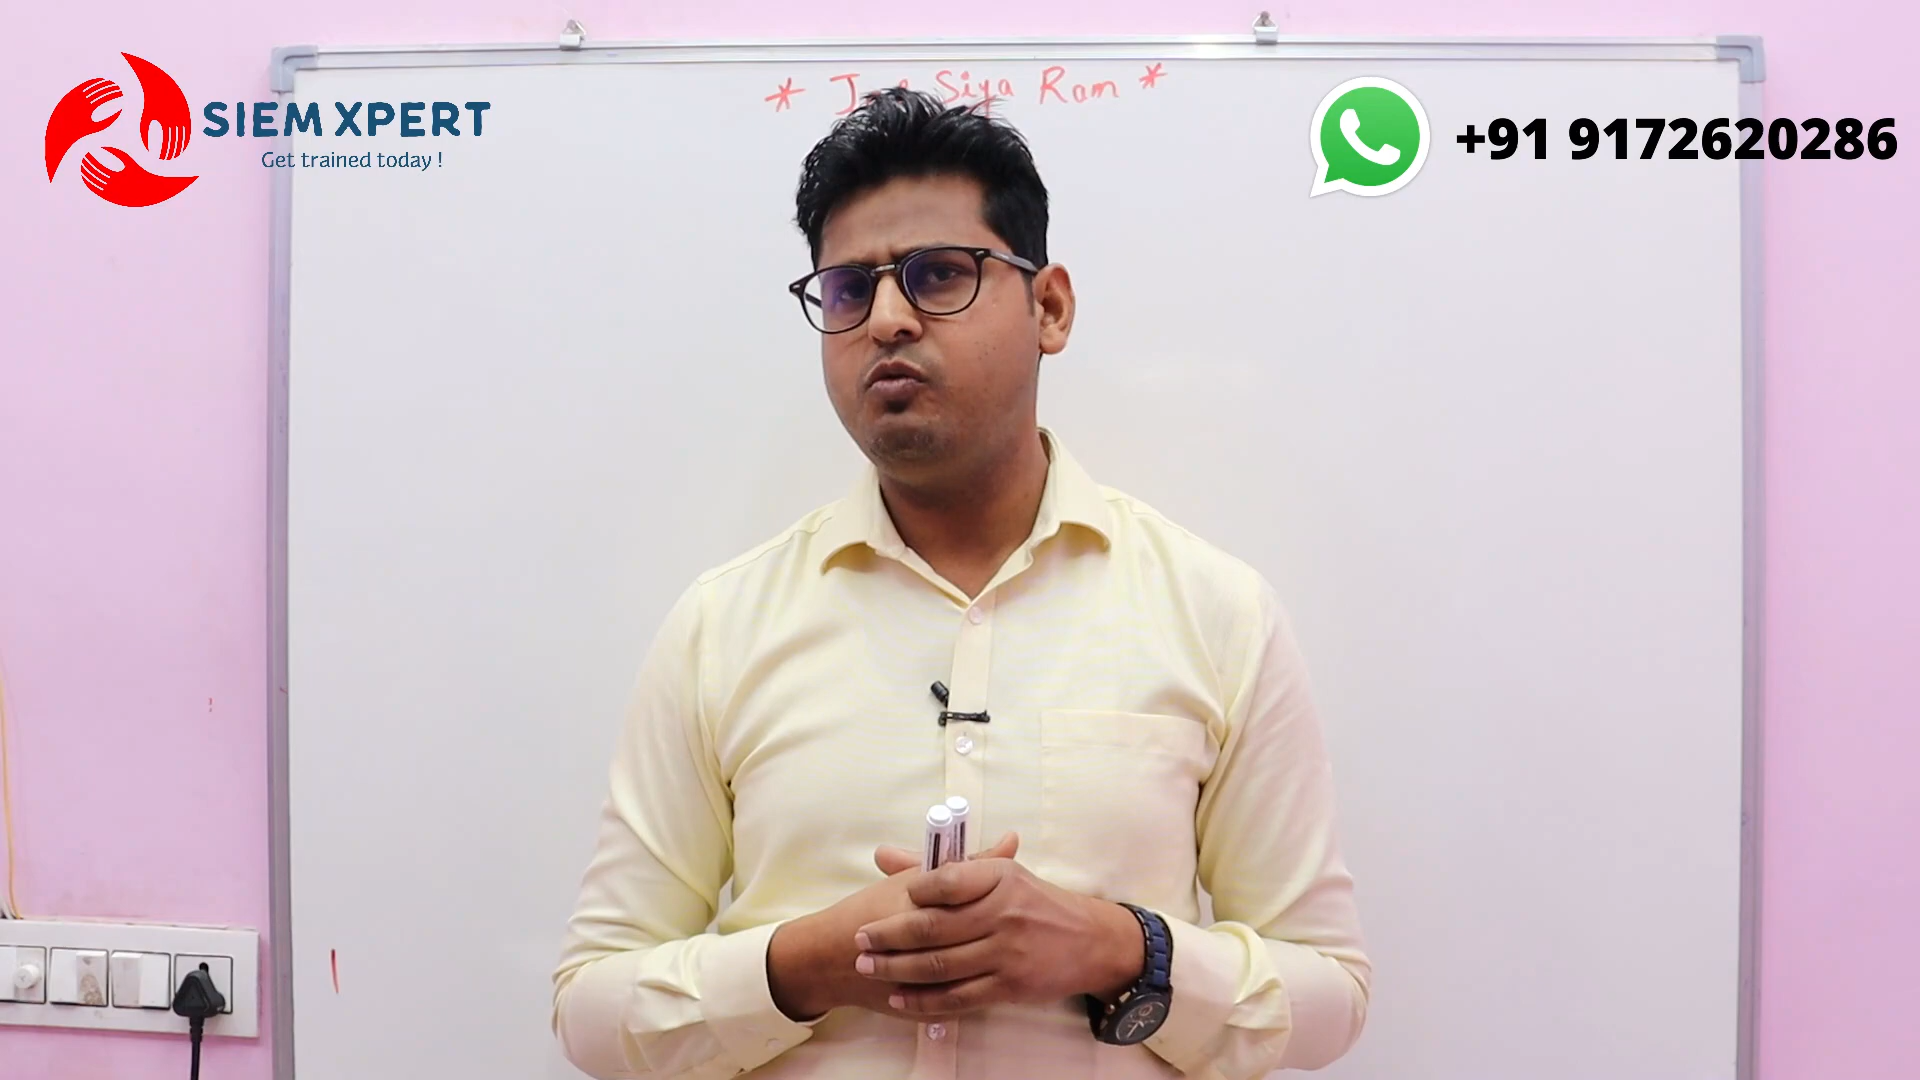 * Siya Ram *
SIEM XPERT
Get trained today !
+91 9172620286